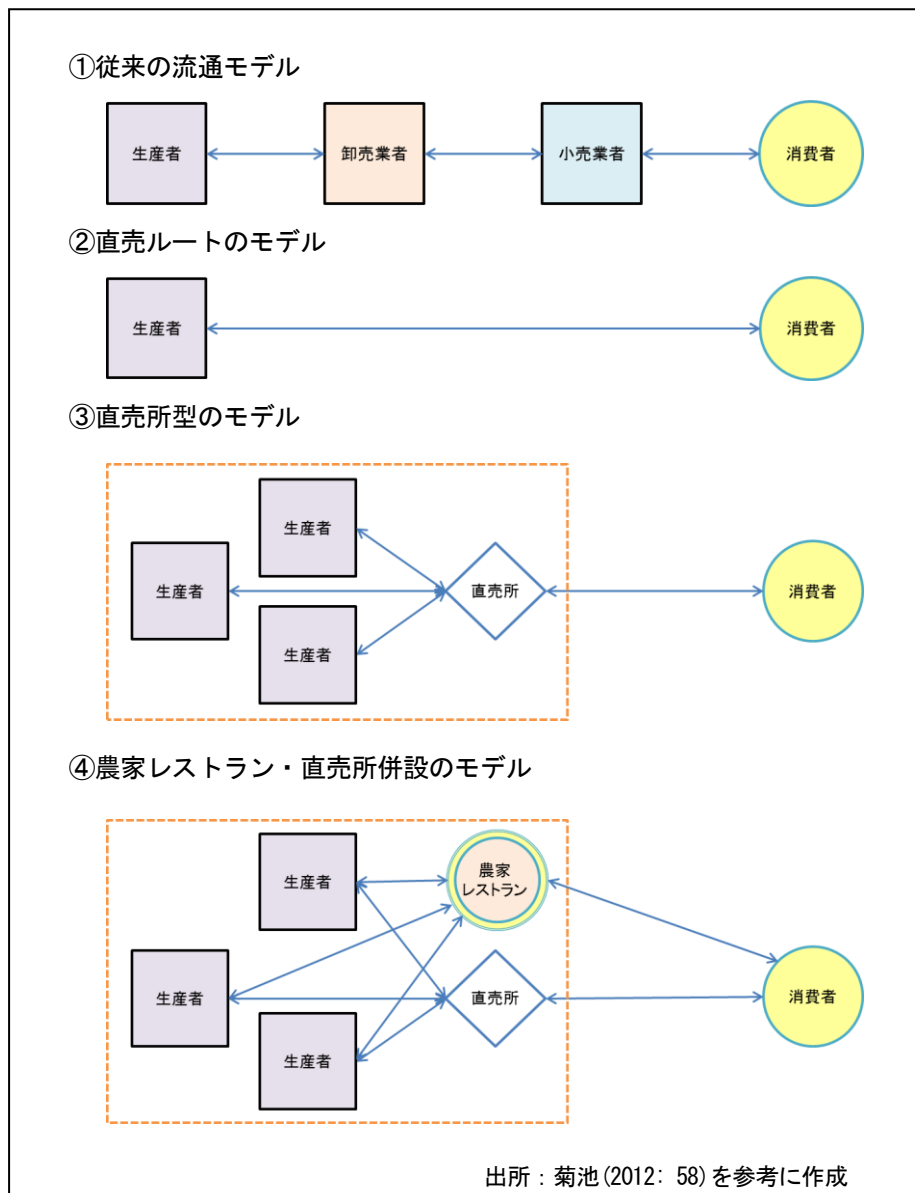 ①従来の流通モデル
生産者
卸売業者
小売業者
消費者
②直売ルートのモデル
生産者
消費者
③直売所型のモデル
生産者
生産者
生産者
直売所
消費者
④農家レストラン・直売所併設のモデル
生産者
農家
レストラン
生産者
直売所
消費者
生産者
出所：菊池(2012: 58)を参考に作成